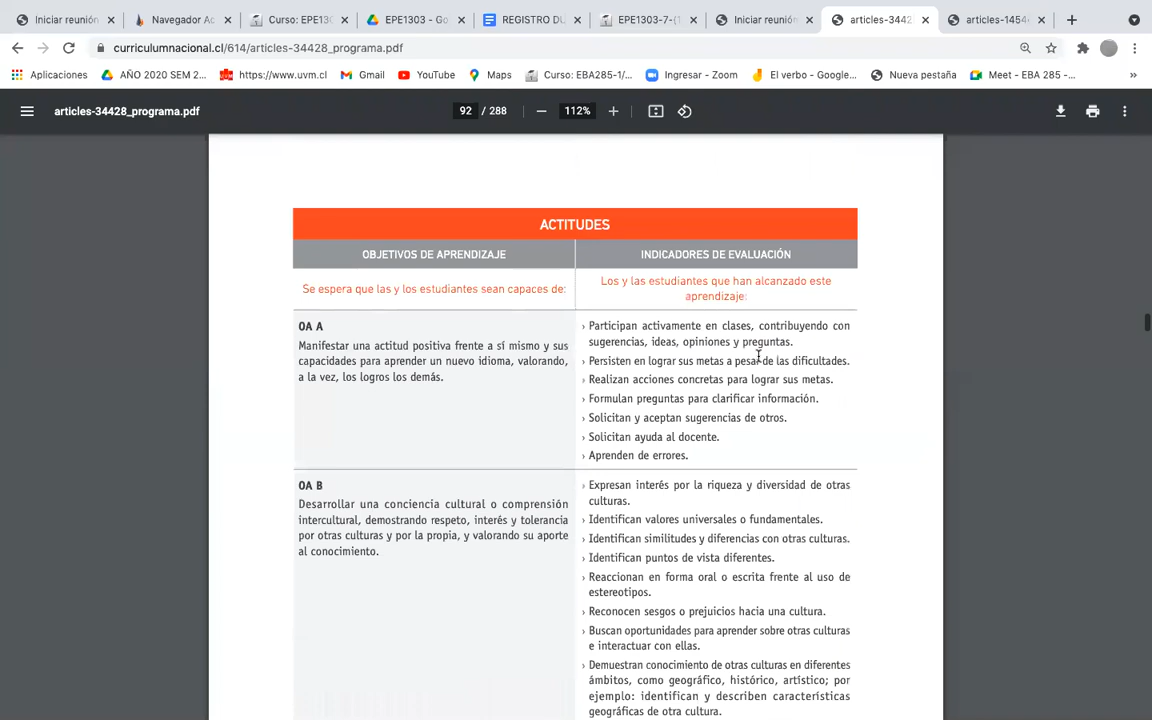 Iniciar reunión
Navegador Ac
Curso: EPE130
EPE1303 - Go
REGISTRO DU
EPE1303-7-(1
Iniciar reunión
articles-3442
articles-1454
curriculumnacional.cl/614/articles-34428_programa.pdf
Aplicaciones
AÑO 2020 SEM 2...
https://www.uvm.cl
Gmail
YouTube
Maps
Curso: EBA285-1/...
Ingresar - Zoom
El verbo - Google...
Nueva pestaña
Meet - EBA 285 -...
»
articles-34428_programa.pdf
92 / 288
112%
ACTITUDES
OBJETIVOS DE APRENDIZAJE
INDICADORES DE EVALUACIÓN
Se espera que las y los estudiantes sean capaces de:
Los y las estudiantes que han alcanzado este
aprendizaje:
OA A
Manifestar una actitud positiva frente a sí mismo y sus
capacidades para aprender un nuevo idioma, valorando,
a la vez, los logros los demás.
› Participan activamente en clases, contribuyendo con
sugerencias, ideas, opiniones y preguntas.
› Persisten en lograr sus metas a pesar de las dificultades.
› Realizan acciones concretas para lograr sus metas.
› Formulan preguntas para clarificar información.
› Solicitan y aceptan sugerencias de otros.
› Solicitan ayuda al docente.
› Aprenden de errores.
OA B
Desarrollar una conciencia cultural o comprensión
intercultural, demostrando respeto, interés y tolerancia
por otras culturas y por la propia, y valorando su aporte
al conocimiento.
› Expresan interés por la riqueza y diversidad de otras
culturas.
› Identifican valores universales o fundamentales.
› Identifican similitudes y diferencias con otras culturas.
› Identifican puntos de vista diferentes.
› Reaccionan en forma oral o escrita frente al uso de
estereotipos.
› Reconocen sesgos o prejuicios hacia una cultura.
› Buscan oportunidades para aprender sobre otras culturas
e interactuar con ellas.
› Demuestran conocimiento de otras culturas en diferentes
ámbitos, como geográfico, histórico, artístico; por
ejemplo: identifican y describen características
geográficas de otra cultura.